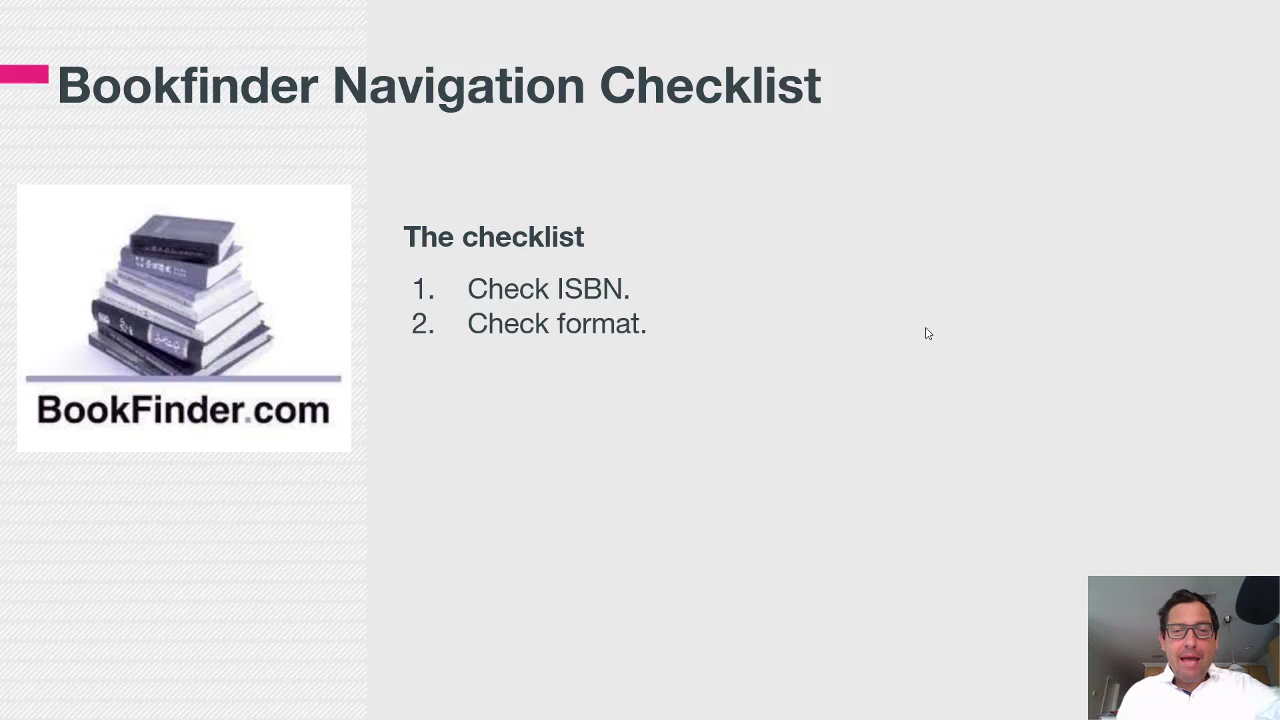 Bookfinder Navigation Checklist
The checklist
1. Check ISBN.
2. Check format.
BookFinder.com